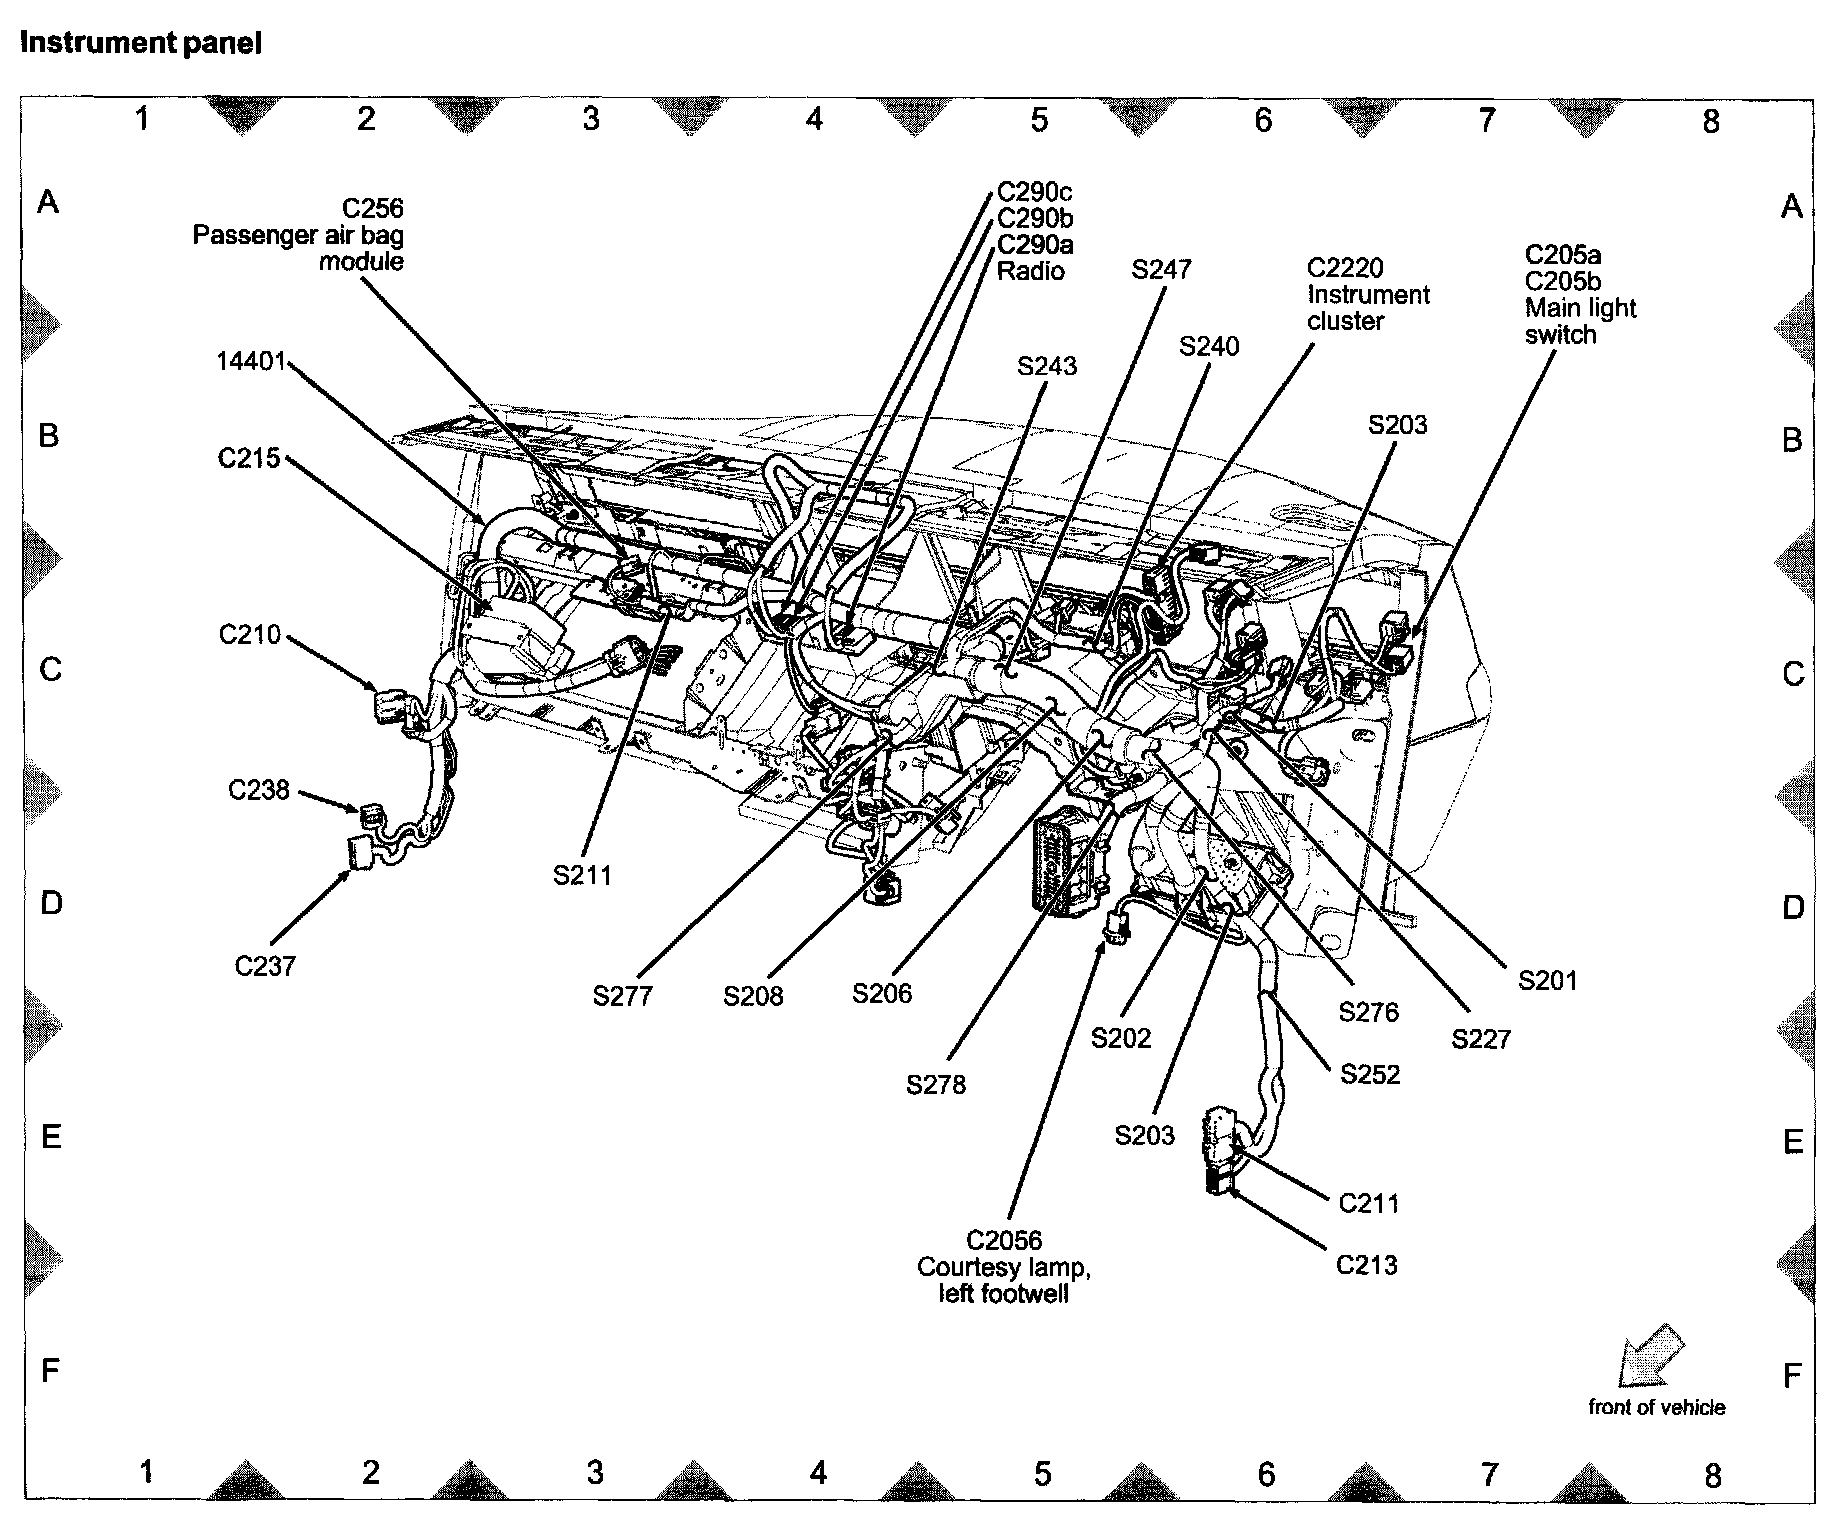 Instrument panel
1 2 3 4 5 6 7 8
A A
C256
Passenger air bag
module
C290c
C290b
C290a
Radio
S247
C2220
Instrument
cluster
C205a
C205b
Main light
switch
14401
S243
S240
S203
B B
C215
C210
C C
C238
S211
D D
C237
S277
S208
S206
S278
S202
S203
S276
S227
S201
S252
E E
C211
C213
C2056
Courtesy lamp,
left footwell
F F
front of vehicle
1 2 3 4 5 6 7 8